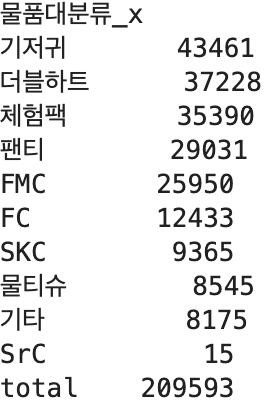 물품대분류_x
기저귀 43461
더블하트 37228
체험팩 35390
팬티 29031
FMC 25950
FC 12433
SKC 9365
물티슈 8545
기타 8175
SrC 15
total 209593